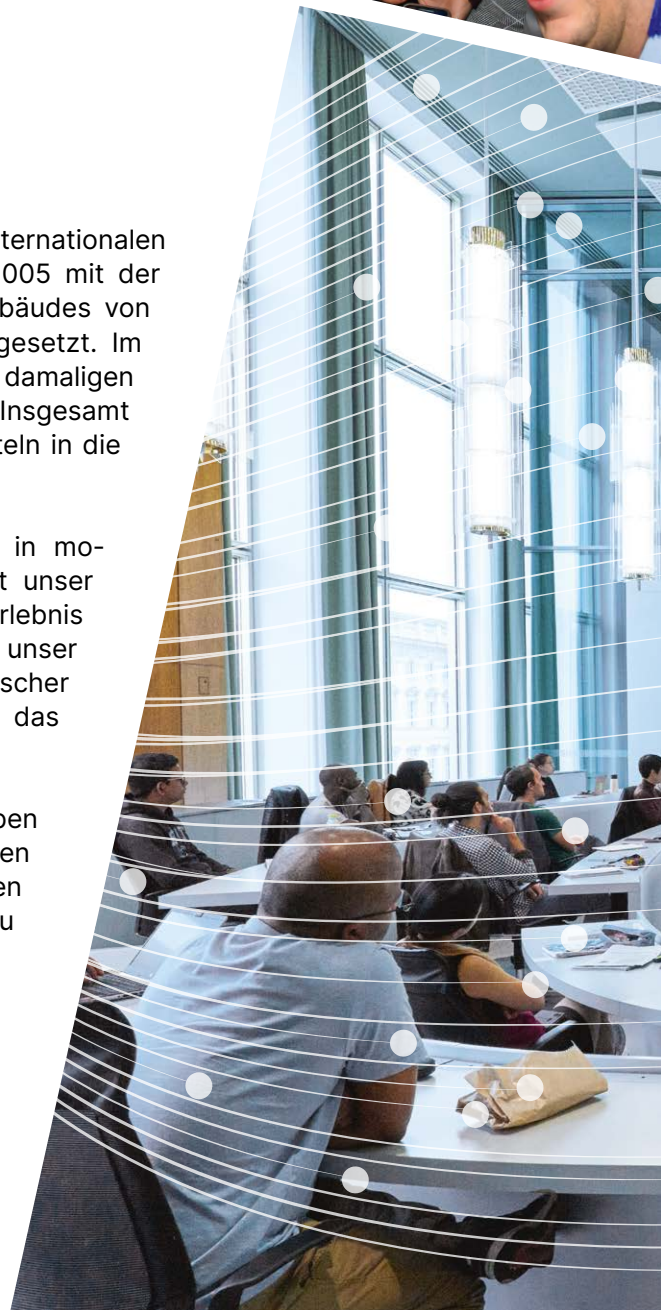 ternationalen
005 mit der
bäudes von
gesetzt. Im
damaligen
Insgesamt
teln in die
in mo-
t unser
rlebnis
unser
scher
das
ben
en
en
u